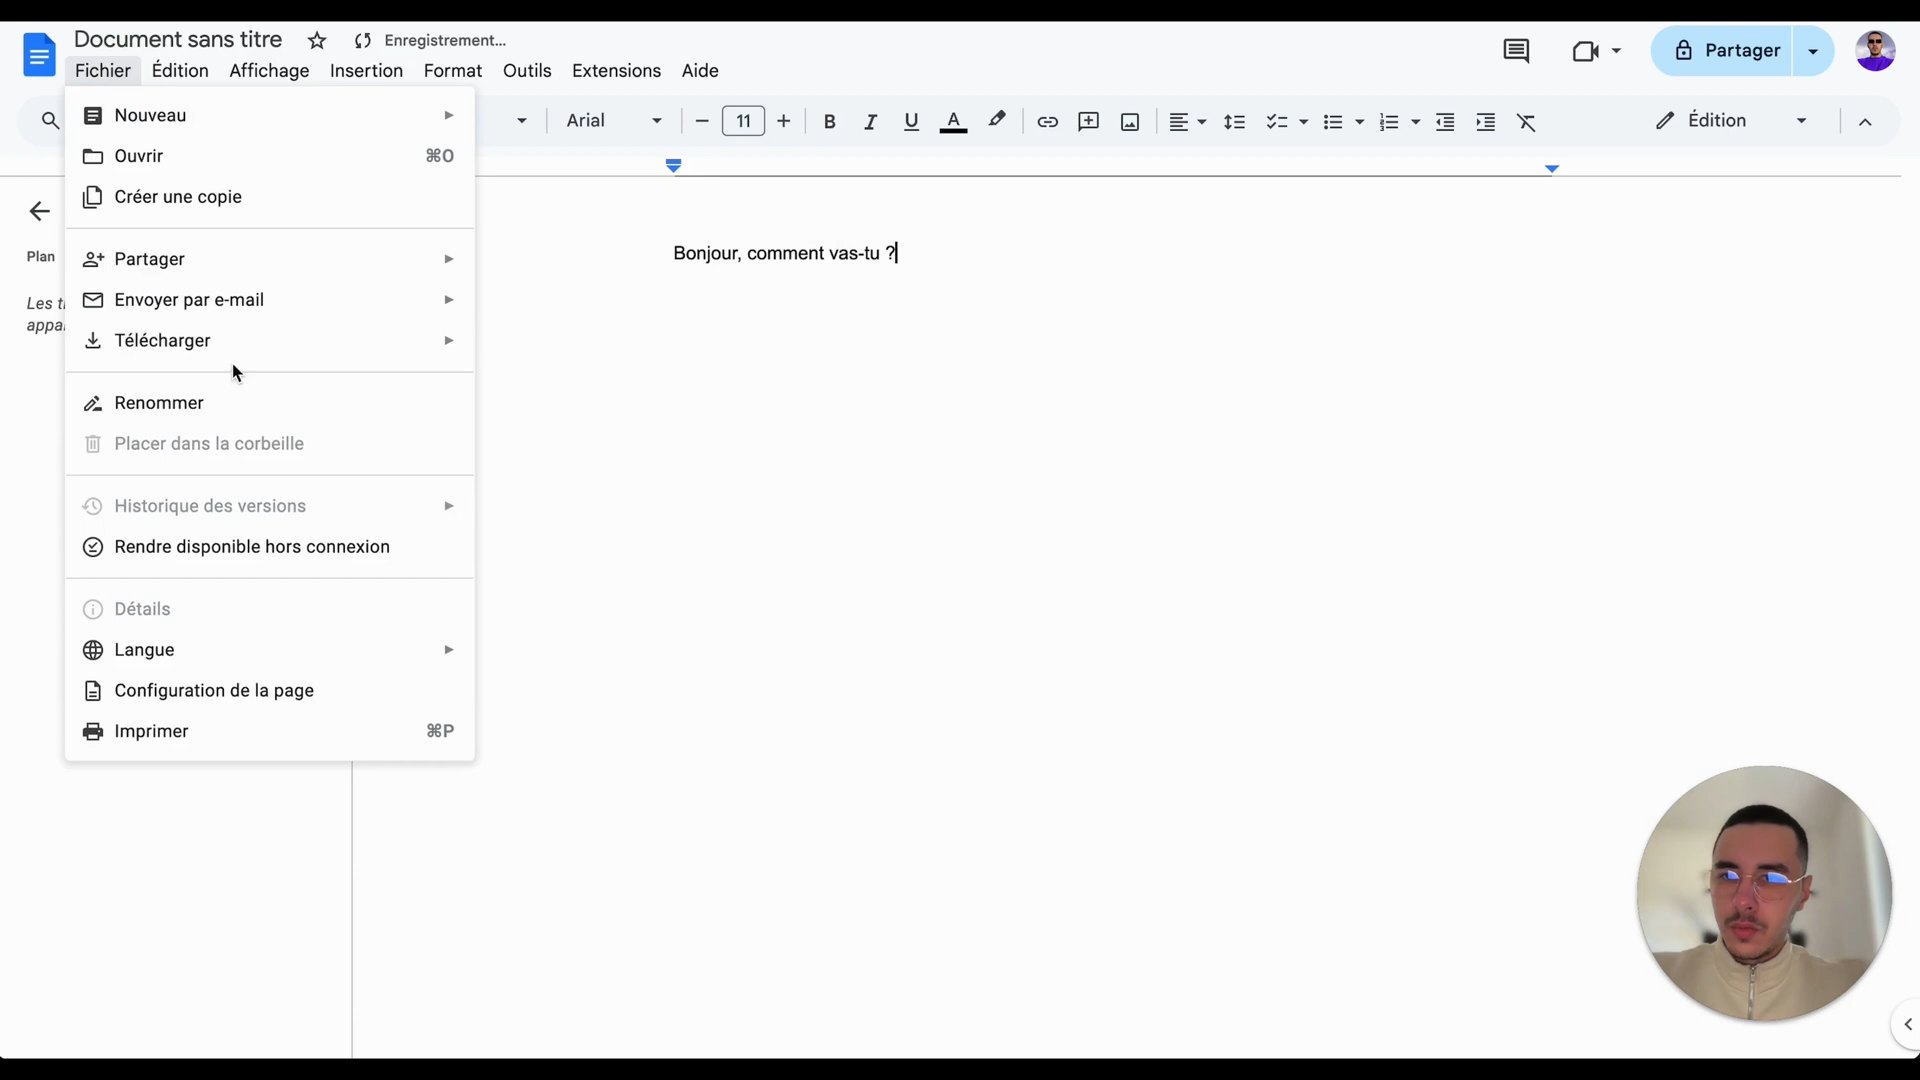 Document sans titre
Enregistrement...
Fichier Édition Affichage Insertion Format Outils Extensions Aide
Partager
Arial
11
Édition
Nouveau
Ouvrir ⌘O
Créer une copie
Partager
Envoyer par e-mail
Télécharger
Renommer
Placer dans la corbeille
Historique des versions
Rendre disponible hors connexion
Détails
Langue
Configuration de la page
Imprimer ⌘P
Plan
Les
Bonjour, comment vas-tu ?